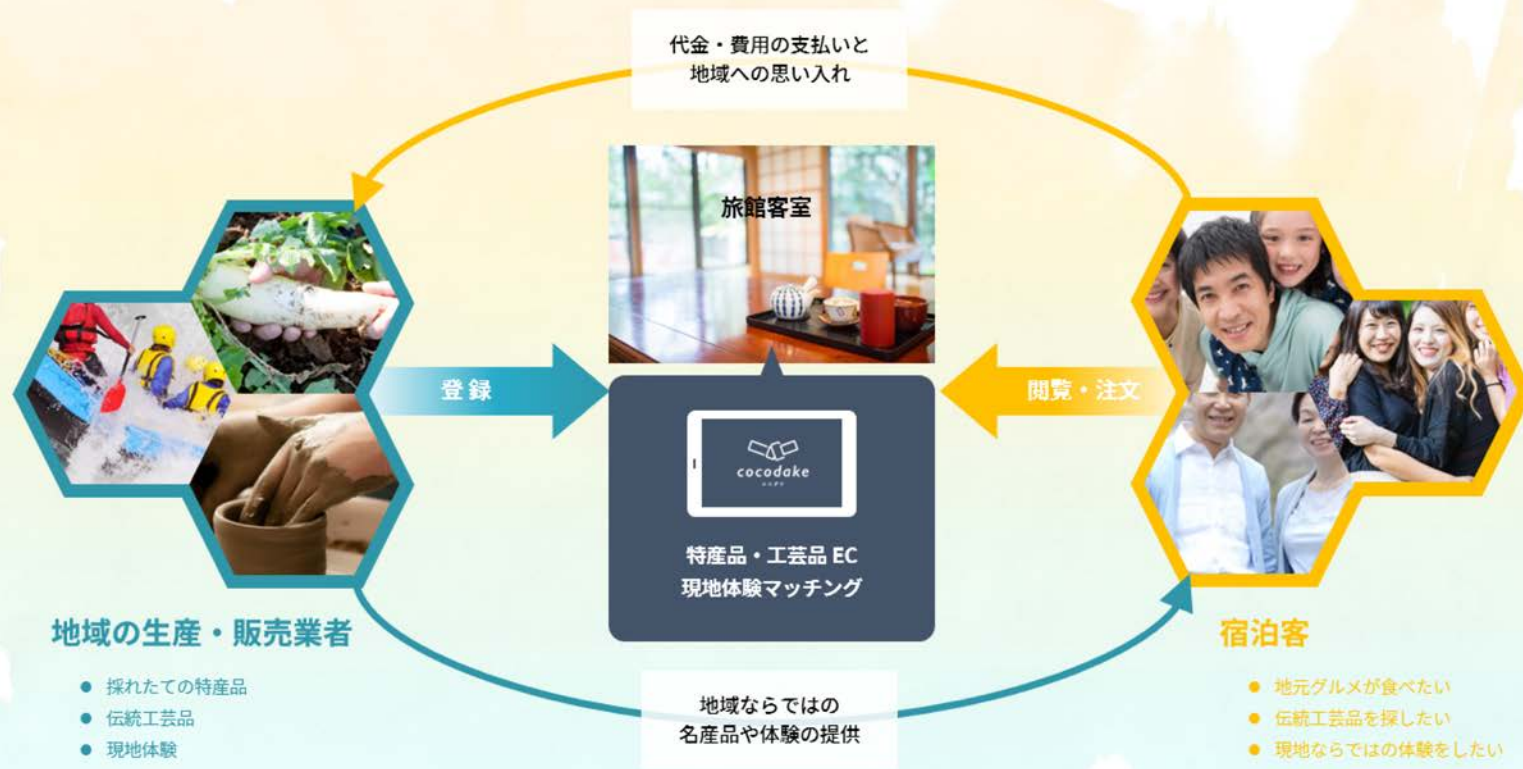 代金・費用の支払いと
地域への思い入れ
旅館客室
登録
閲覧・注文
cocodake
特産品・工芸品 EC
現地体験マッチング
地域の生産・販売業者
● 採れたての特産品
● 伝統工芸品
● 現地体験
宿泊客
● 地元グルメが食べたい
● 伝統工芸品を探したい
● 現地ならではの体験をしたい
地域ならではの
名産品や体験の提供